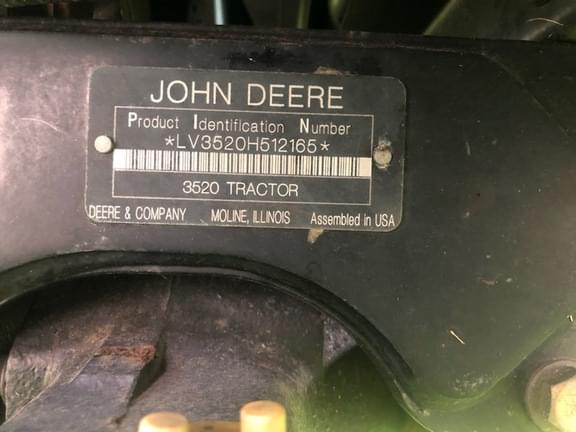 JOHN DEERE
Product Identification Number
*LV3520H512165*
3520 TRACTOR
DEERE & COMPANY MOLINE, ILLINOIS Assembled in USA